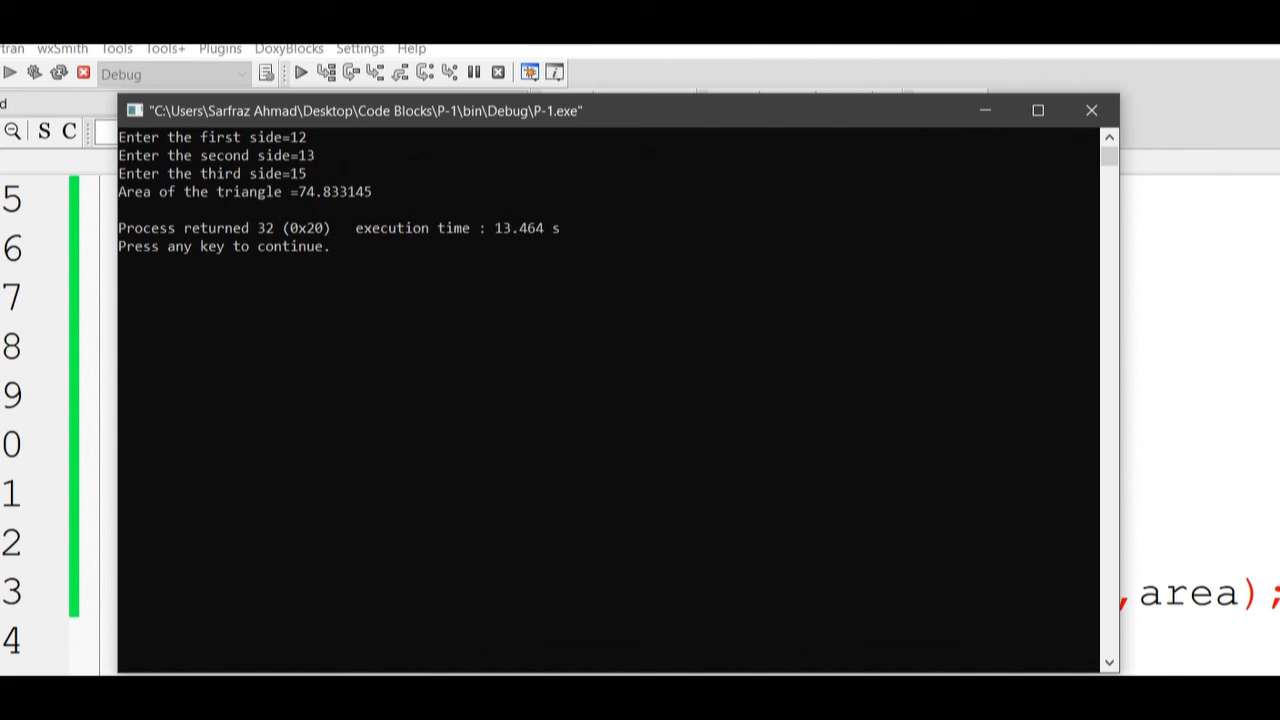 rtran wxSmith Tools Tools+ Plugins DoxyBlocks Settings Help
Debug
d
"C:\Users\Sarfraz Ahmad\Desktop\Code Blocks\P-1\bin\Debug\P-1.exe"
S C
Enter the first side=12
Enter the second side=13
Enter the third side=15
Area of the triangle =74.833145
Process returned 32 (0x20)   execution time : 13.464 s
Press any key to continue.
5
6
7
8
9
0
1
2
3 ,area);
4